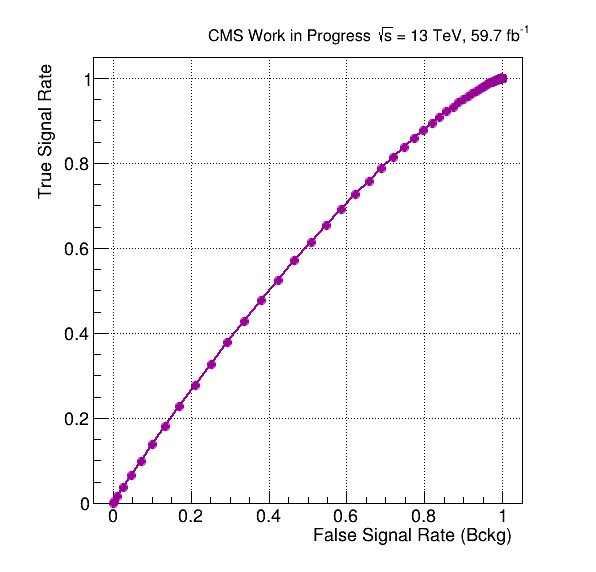 CMS Work in Progress √s = 13 TeV, 59.7 fb⁻¹
True Signal Rate
1
0.8
0.6
0.4
0.2
0
0 0.2 0.4 0.6 0.8 1
False Signal Rate (Bckg)